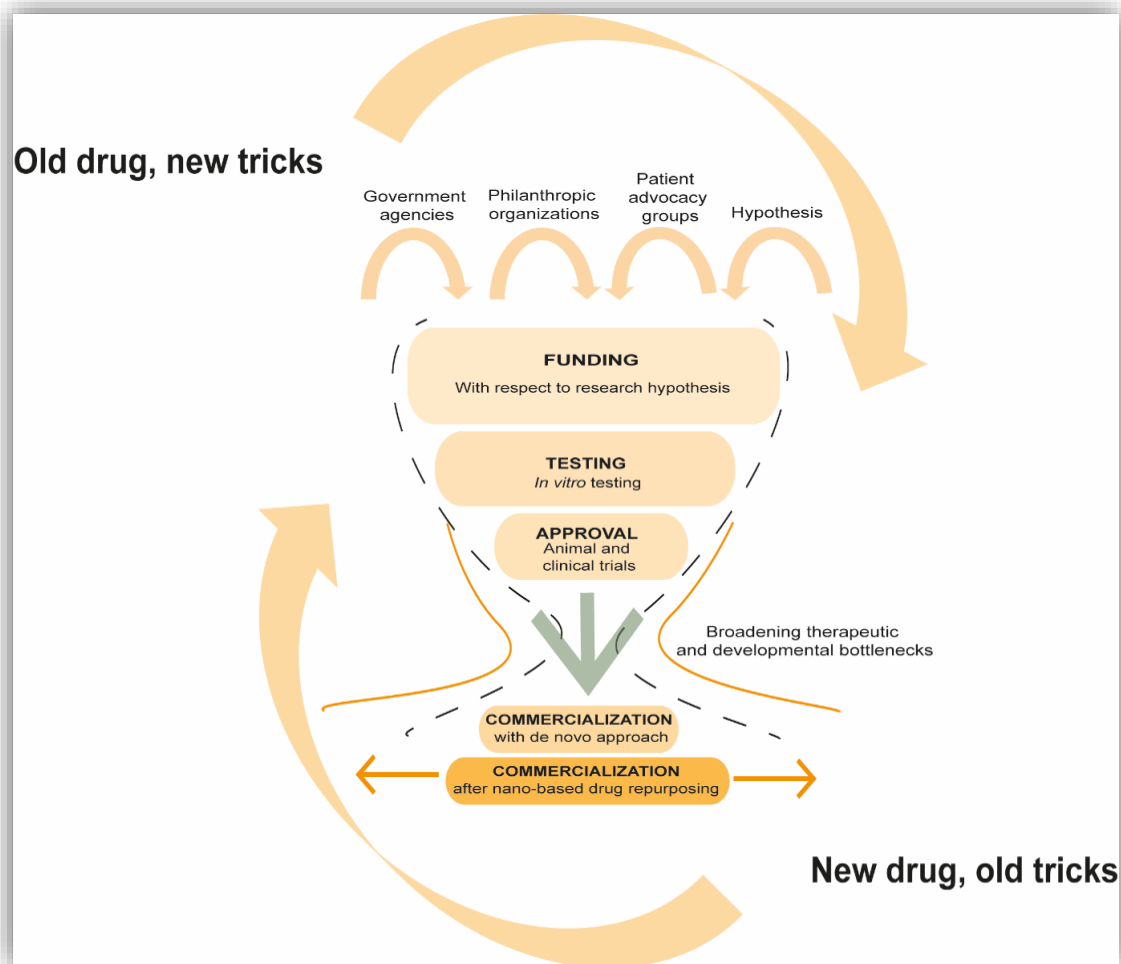 Old drug, new tricks
Government
agencies
Philanthropic
organizations
Patient
advocacy
groups
Hypothesis
FUNDING
With respect to research hypothesis
TESTING
In vitro testing
APPROVAL
Animal and
clinical trials
Broadening therapeutic
and developmental bottlenecks
COMMERCIALIZATION
with de novo approach
COMMERCIALIZATION
after nano-based drug repurposing
New drug, old tricks